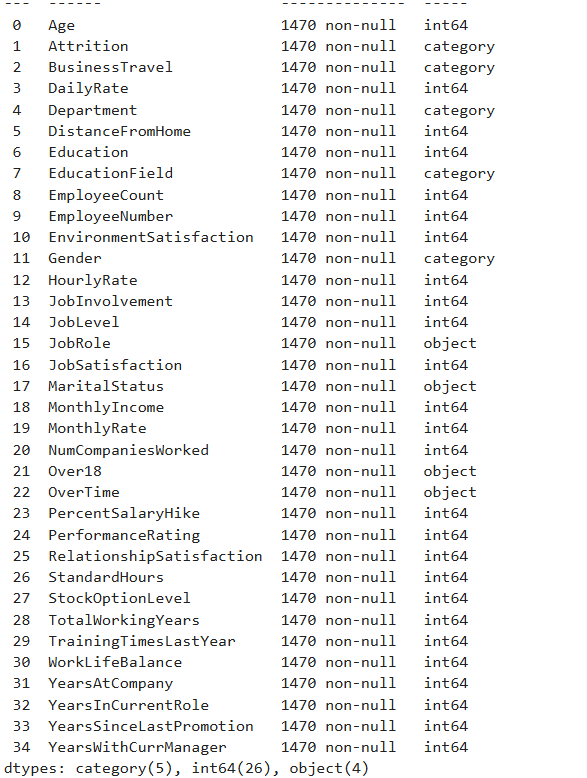 ---  ------                    --------------  -----
 0   Age                       1470 non-null   int64
 1   Attrition                 1470 non-null   category
 2   BusinessTravel            1470 non-null   category
 3   DailyRate                 1470 non-null   int64
 4   Department                1470 non-null   category
 5   DistanceFromHome          1470 non-null   int64
 6   Education                 1470 non-null   int64
 7   EducationField            1470 non-null   category
 8   EmployeeCount             1470 non-null   int64
 9   EmployeeNumber            1470 non-null   int64
 10  EnvironmentSatisfaction   1470 non-null   int64
 11  Gender                    1470 non-null   category
 12  HourlyRate                1470 non-null   int64
 13  JobInvolvement            1470 non-null   int64
 14  JobLevel                  1470 non-null   int64
 15  JobRole                   1470 non-null   object
 16  JobSatisfaction           1470 non-null   int64
 17  MaritalStatus             1470 non-null   object
 18  MonthlyIncome             1470 non-null   int64
 19  MonthlyRate               1470 non-null   int64
 20  NumCompaniesWorked        1470 non-null   int64
 21  Over18                    1470 non-null   object
 22  OverTime                  1470 non-null   object
 23  PercentSalaryHike         1470 non-null   int64
 24  PerformanceRating         1470 non-null   int64
 25  RelationshipSatisfaction  1470 non-null   int64
 26  StandardHours             1470 non-null   int64
 27  StockOptionLevel          1470 non-null   int64
 28  TotalWorkingYears         1470 non-null   int64
 29  TrainingTimesLastYear     1470 non-null   int64
 30  WorkLifeBalance           1470 non-null   int64
 31  YearsAtCompany            1470 non-null   int64
 32  YearsInCurrentRole        1470 non-null   int64
 33  YearsSinceLastPromotion   1470 non-null   int64
 34  YearsWithCurrManager      1470 non-null   int64
dtypes: category(5), int64(26), object(4)